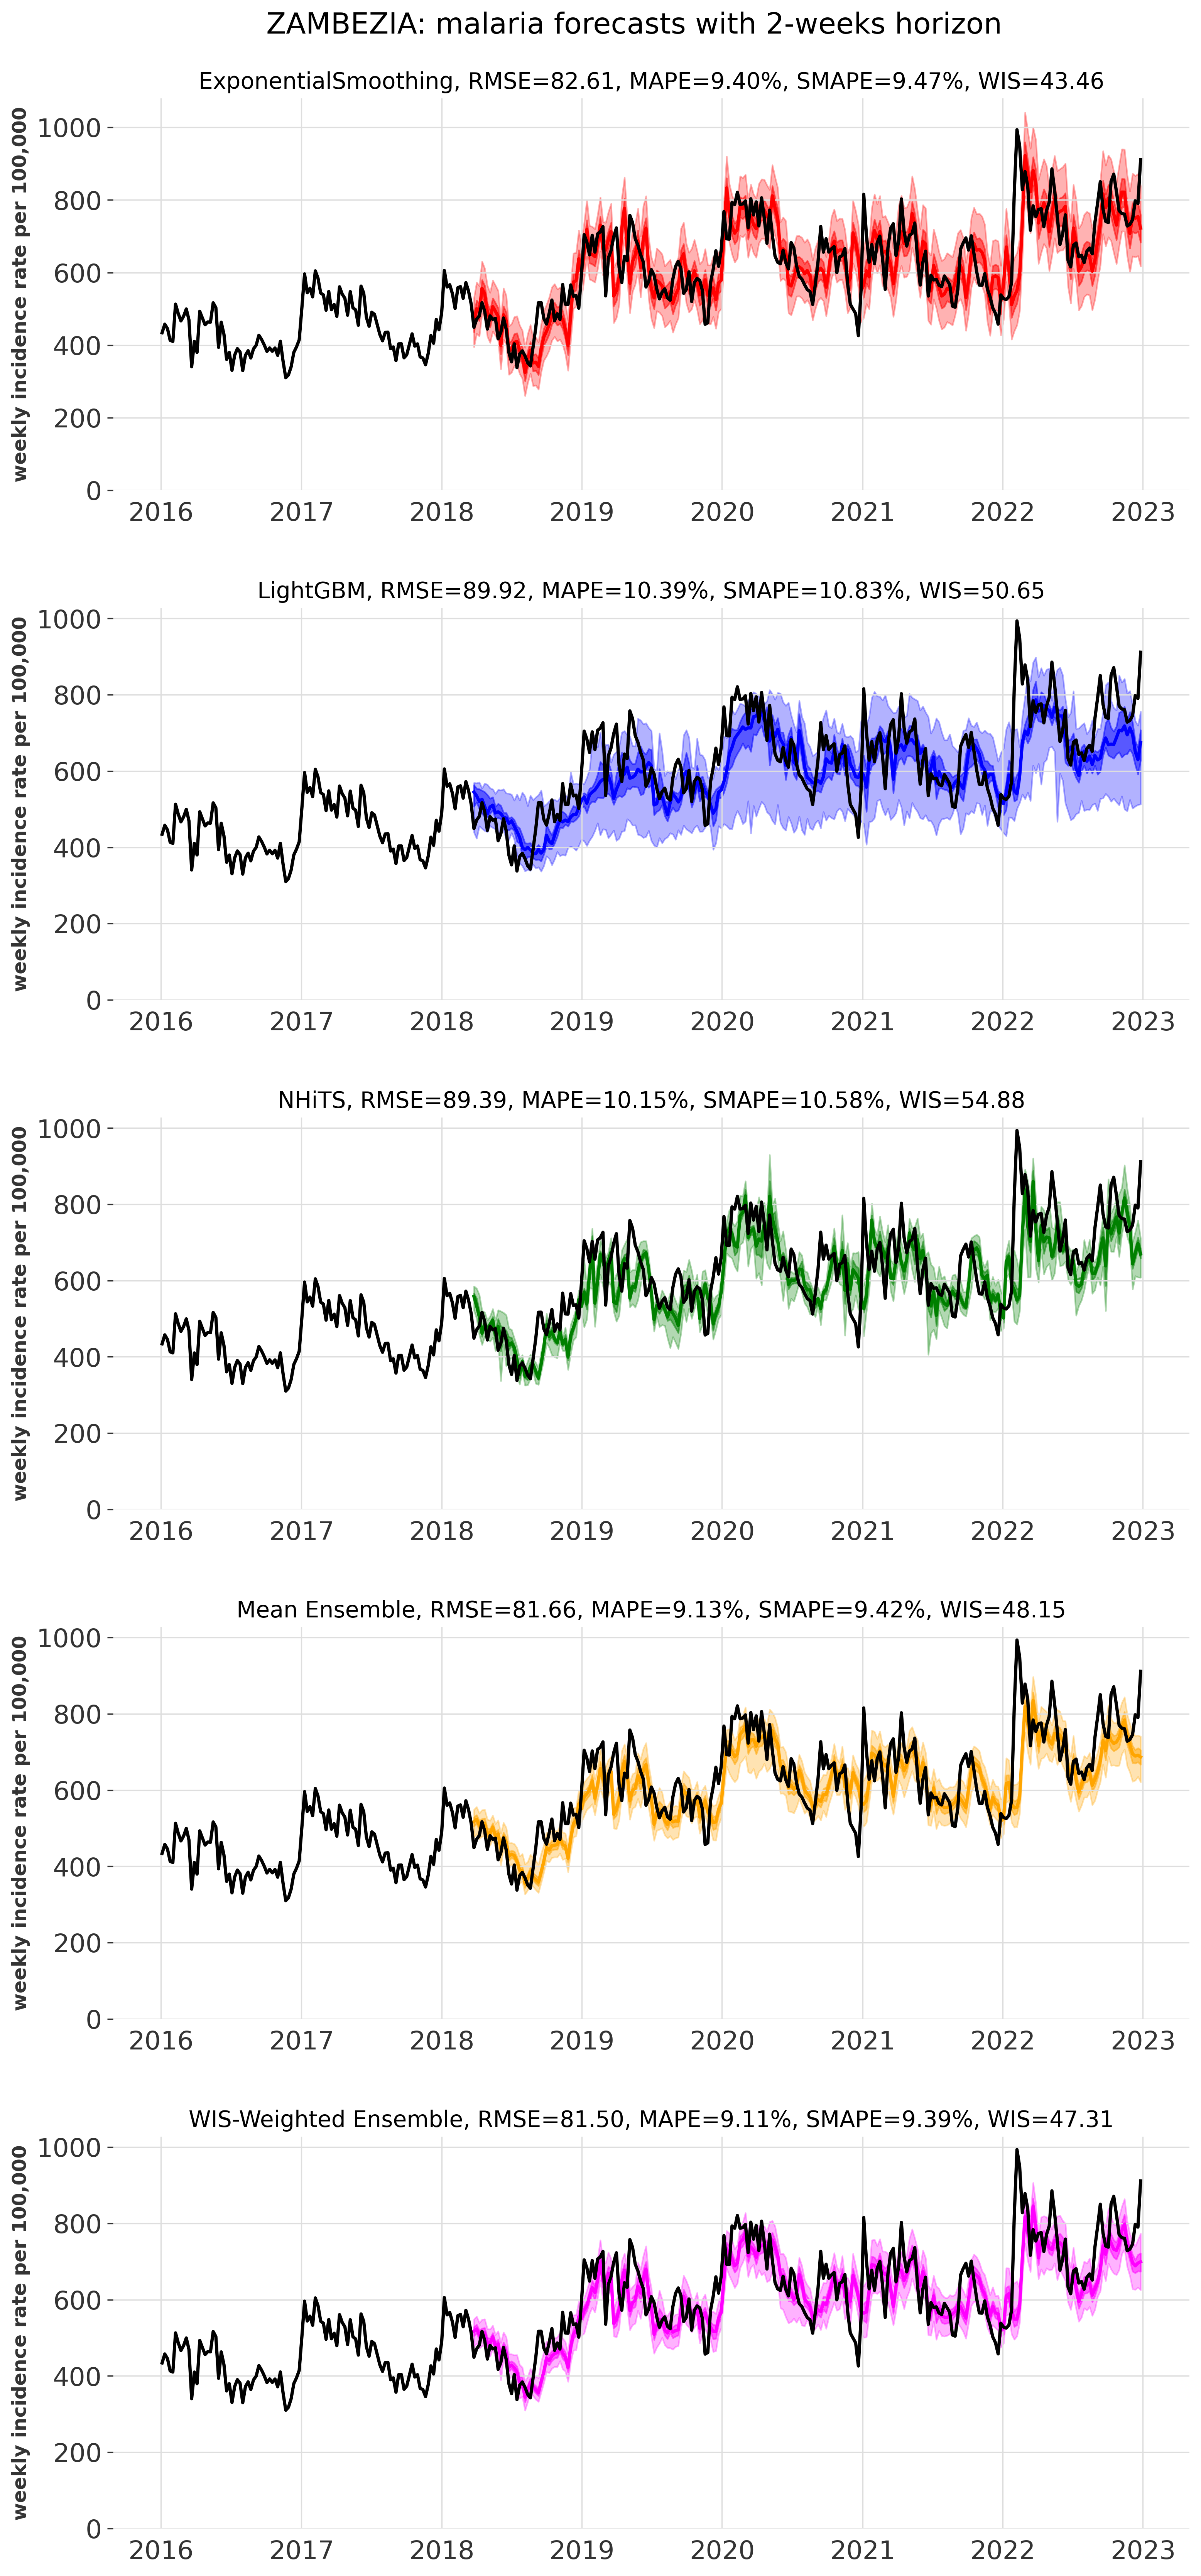 ZAMBEZIA: malaria forecasts with 2-weeks horizon
ExponentialSmoothing, RMSE=82.61, MAPE=9.40%, SMAPE=9.47%, WIS=43.46
weekly incidence rate per 100,000
1000
800
600
400
200
0
2016 2017 2018 2019 2020 2021 2022 2023
LightGBM, RMSE=89.92, MAPE=10.39%, SMAPE=10.83%, WIS=50.65
weekly incidence rate per 100,000
1000
800
600
400
200
0
2016 2017 2018 2019 2020 2021 2022 2023
NHiTS, RMSE=89.39, MAPE=10.15%, SMAPE=10.58%, WIS=54.88
weekly incidence rate per 100,000
1000
800
600
400
200
0
2016 2017 2018 2019 2020 2021 2022 2023
Mean Ensemble, RMSE=81.66, MAPE=9.13%, SMAPE=9.42%, WIS=48.15
weekly incidence rate per 100,000
1000
800
600
400
200
0
2016 2017 2018 2019 2020 2021 2022 2023
WIS-Weighted Ensemble, RMSE=81.50, MAPE=9.11%, SMAPE=9.39%, WIS=47.31
weekly incidence rate per 100,000
1000
800
600
400
200
0
2016 2017 2018 2019 2020 2021 2022 2023